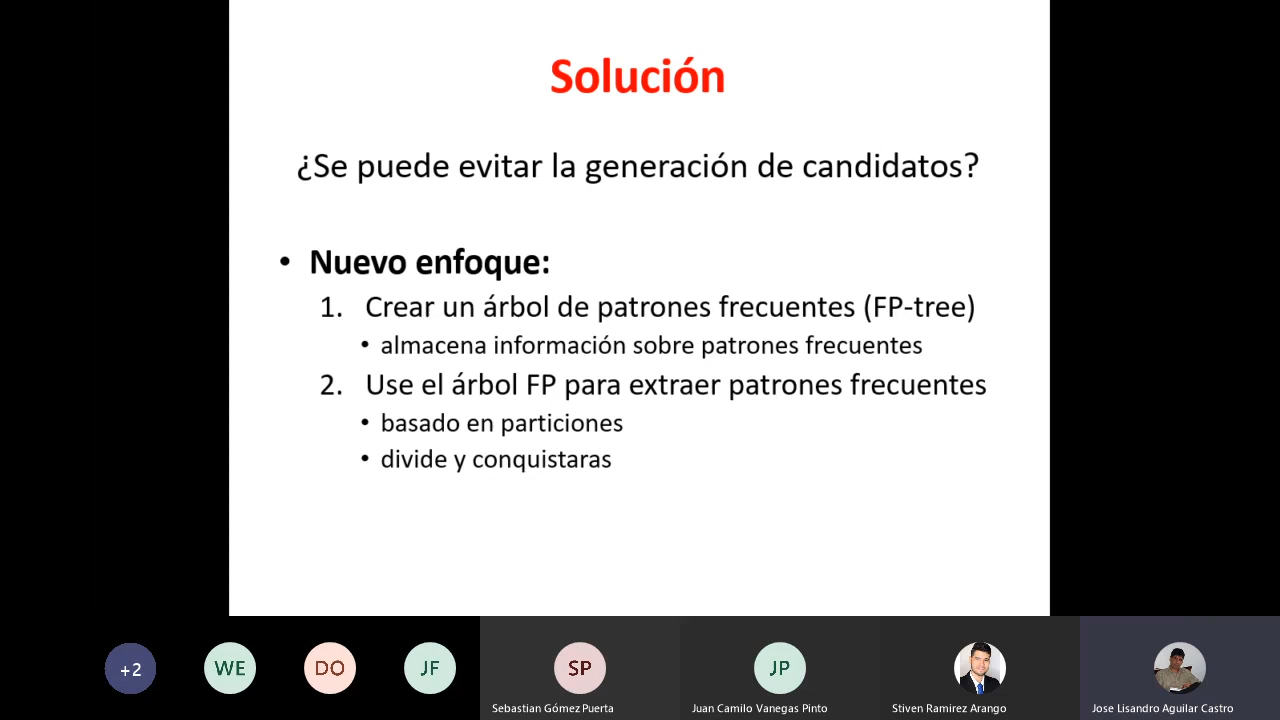 Solución
¿Se puede evitar la generación de candidatos?
• Nuevo enfoque:
1. Crear un árbol de patrones frecuentes (FP-tree)
• almacena información sobre patrones frecuentes
2. Use el árbol FP para extraer patrones frecuentes
• basado en particiones
• divide y conquistaras
+2
WE
DO
JF
SP
JP
Sebastian Gómez Puerta
Juan Camilo Vanegas Pinto
Stiven Ramirez Arango
Jose Lisandro Aguilar Castro